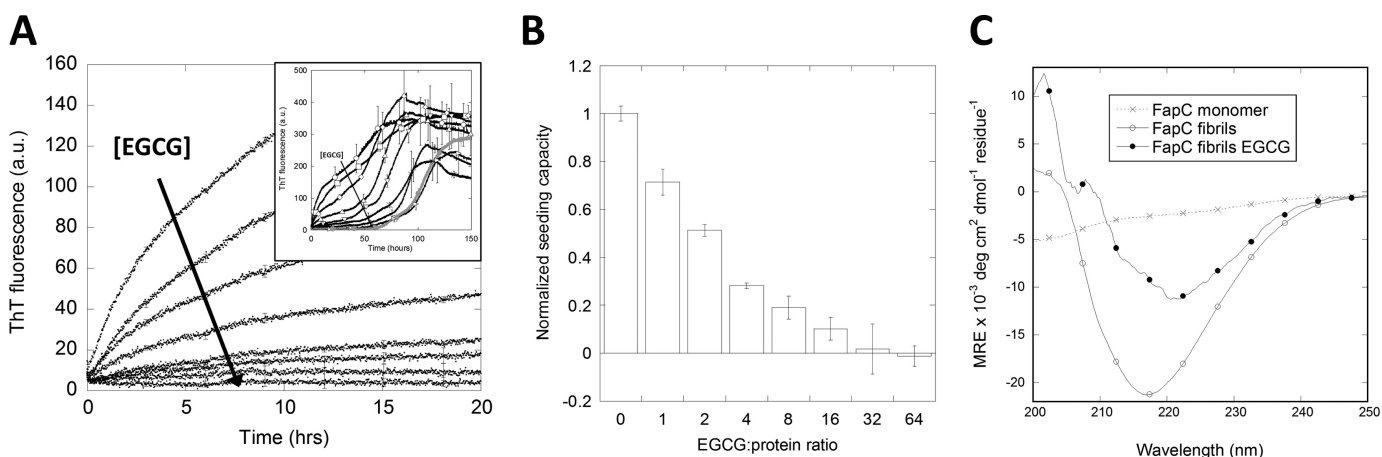 A
160
140
120
100
80
60
40
20
0
ThT fluorescence (a.u.)
[EGCG]
0
5
10
15
20
Time (hrs)
500
400
300
200
100
0
ThT fluorescence (a.u.)
[EGCG]
0
50
100
150
Time (hours)
B
1.2
1
0.8
0.6
0.4
0.2
0
-0.2
Normalized seeding capacity
0 1 2 4 8 16 32 64
EGCG:protein ratio
C
10
5
0
-5
-10
-15
-20
MRE x 10⁻³ deg cm² dmol⁻¹ residue⁻¹
FapC monomer
FapC fibrils
FapC fibrils EGCG
200 210 220 230 240 250
Wavelength (nm)